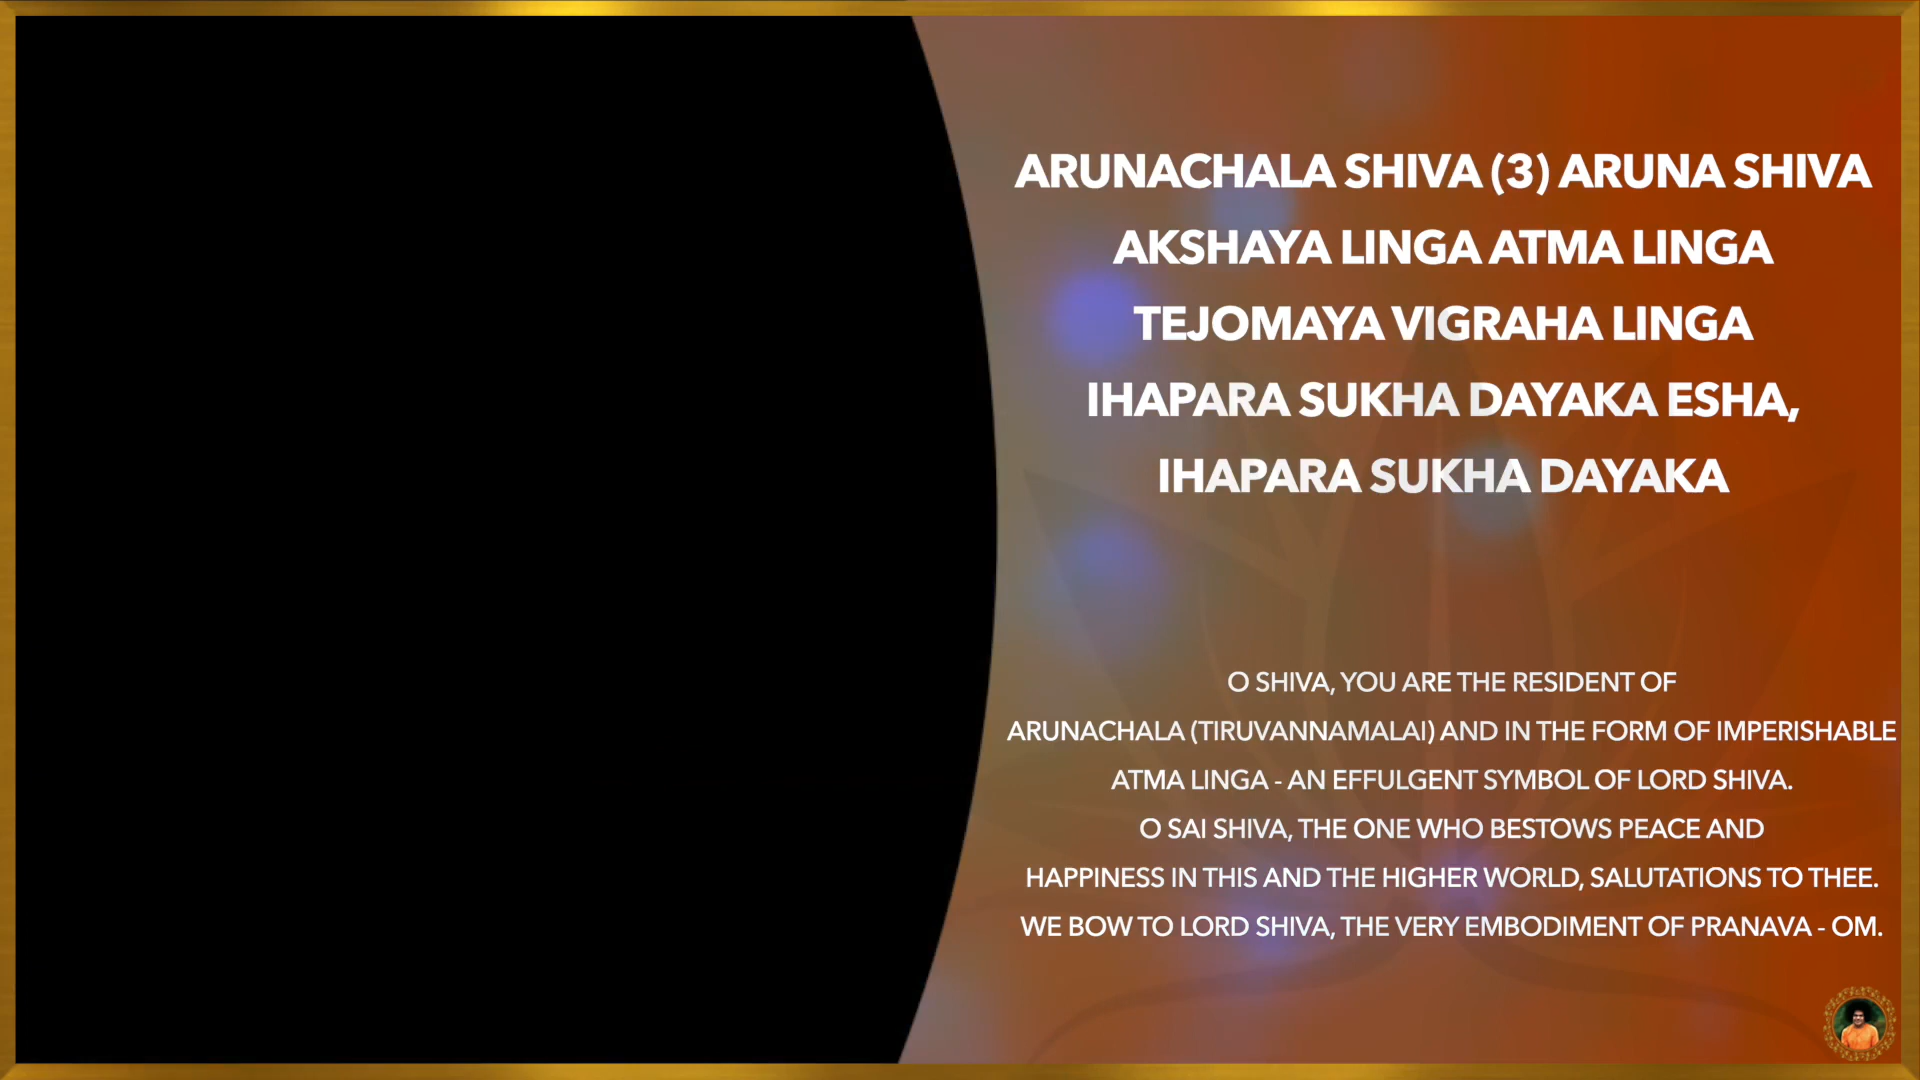 ARUNACHALA SHIVA (3) ARUNA SHIVA
AKSHAYA LINGA ATMA LINGA
TEJOMAYA VIGRAHA LINGA
IHAPARA SUKHA DAYAKA ESHA,
IHAPARA SUKHA DAYAKA
O SHIVA, YOU ARE THE RESIDENT OF
ARUNACHALA (TIRUVANNAMALAI) AND IN THE FORM OF IMPERISHABLE
ATMA LINGA - AN EFFULGENT SYMBOL OF LORD SHIVA.
O SAI SHIVA, THE ONE WHO BESTOWS PEACE AND
HAPPINESS IN THIS AND THE HIGHER WORLD, SALUTATIONS TO THEE.
WE BOW TO LORD SHIVA, THE VERY EMBODIMENT OF PRANAVA - OM.